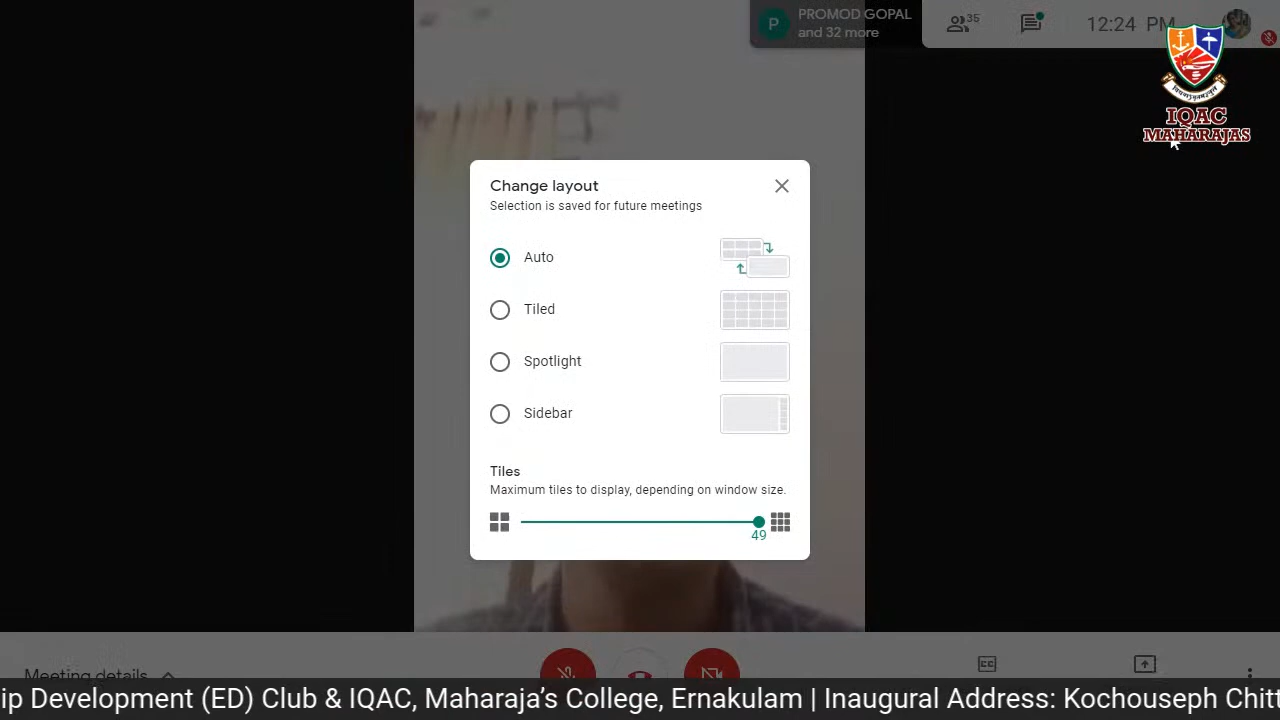 PROMOD GOPAL
and 32 more
P
35
12:24 PM
IQAC
MAHARAJAS
Change layout
Selection is saved for future meetings
Auto
Tiled
Spotlight
Sidebar
Tiles
Maximum tiles to display, depending on window size.
49
Meeting details
CC
ip Development (ED) Club & IQAC, Maharaja’s College, Ernakulam | Inaugural Address: Kochouseph Chitt